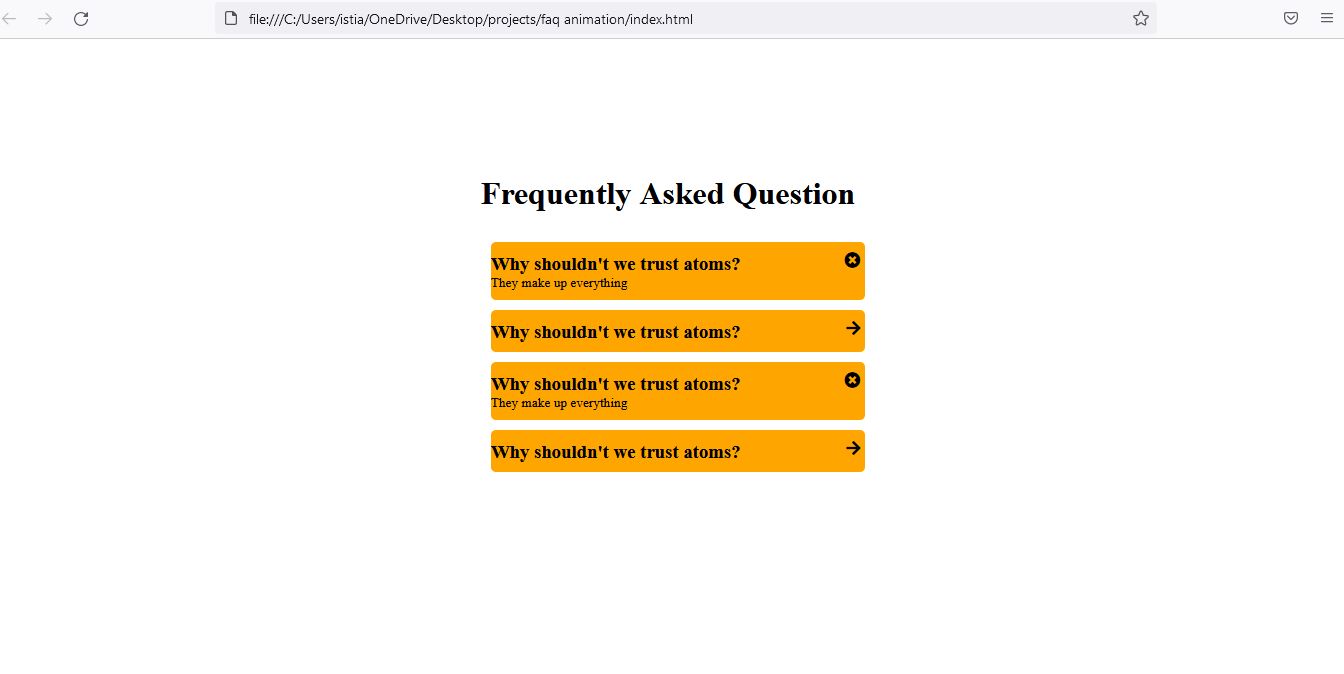 file:///C:/Users/istia/OneDrive/Desktop/projects/faq animation/index.html
Frequently Asked Question
Why shouldn't we trust atoms?
They make up everything
Why shouldn't we trust atoms?
Why shouldn't we trust atoms?
They make up everything
Why shouldn't we trust atoms?